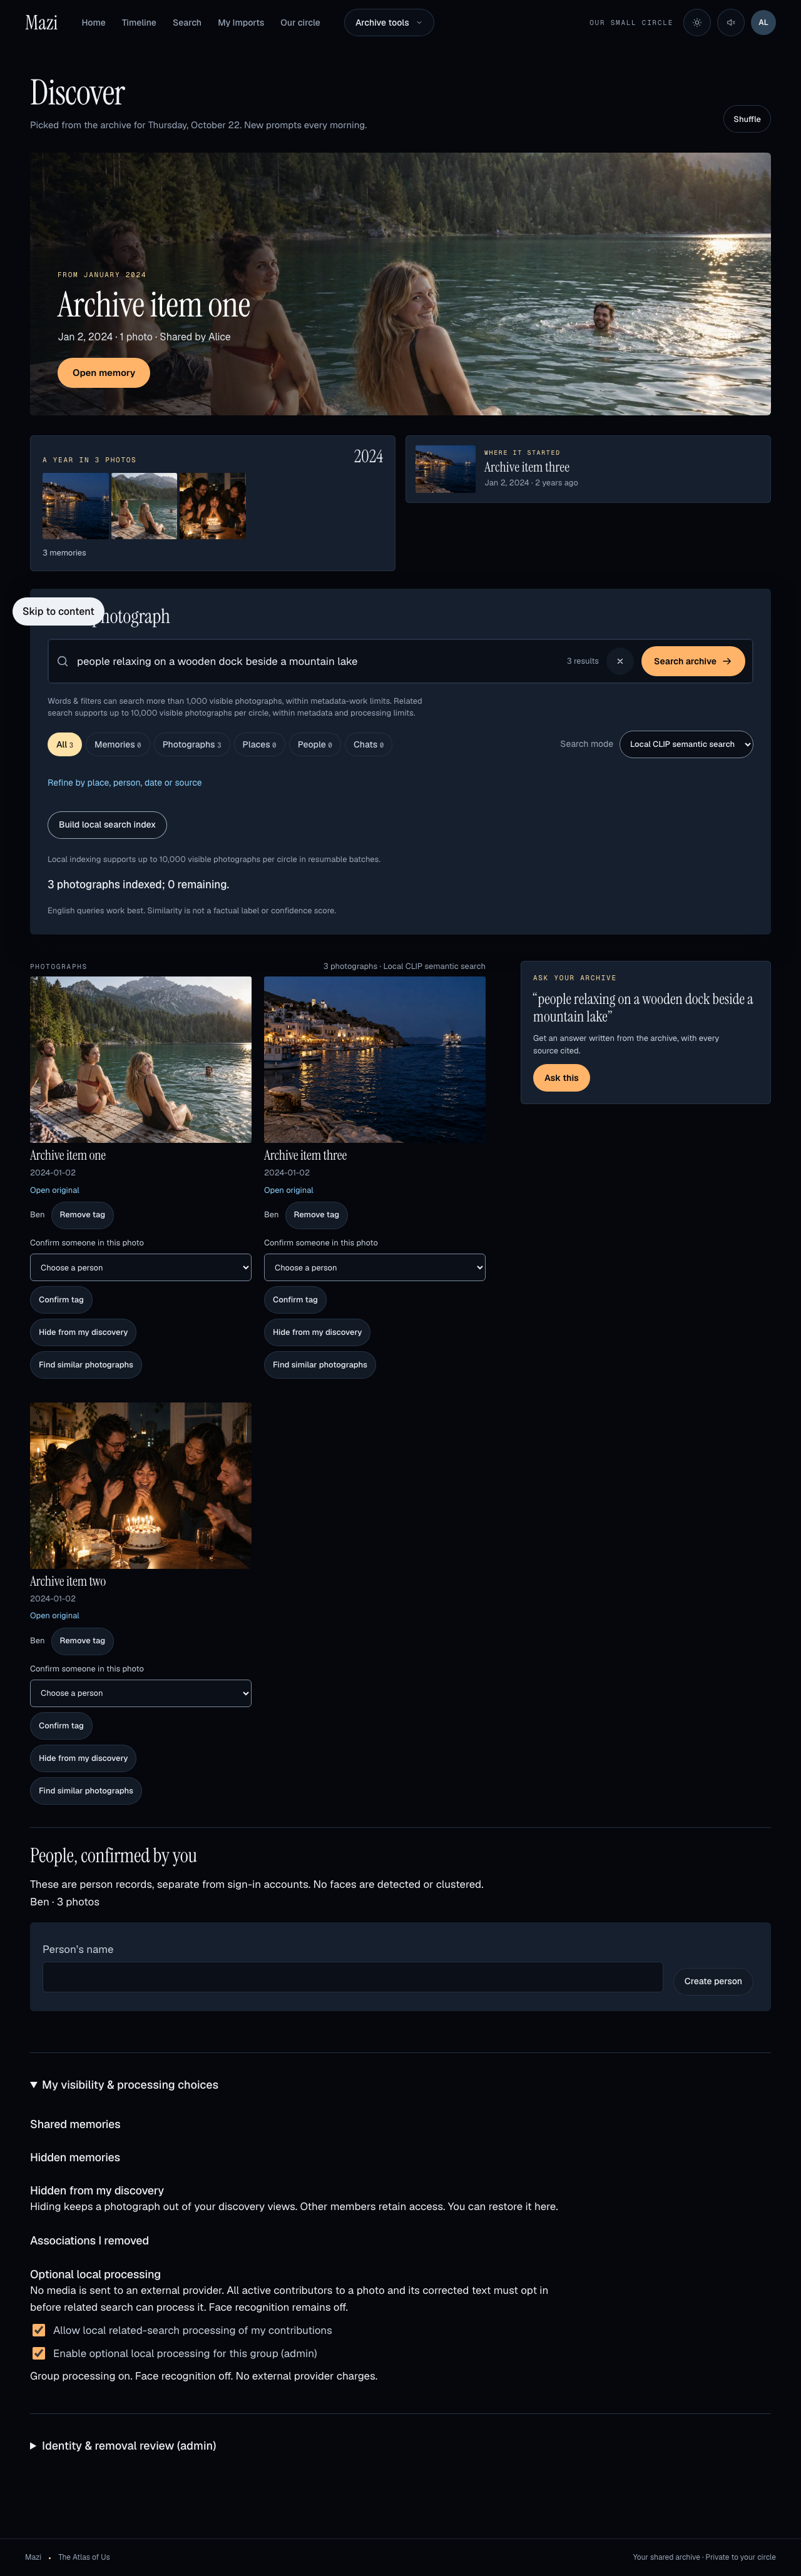 Mazi
Home
Timeline
Search
My Imports
Our circle
Archive tools
OUR SMALL CIRCLE
AL
Discover
Picked from the archive for Thursday, October 22. New prompts every morning.
Shuffle
FROM JANUARY 2024
Archive item one
Jan 2, 2024 · 1 photo · Shared by Alice
Open memory
A YEAR IN 3 PHOTOS
2024
3 memories
WHERE IT STARTED
Archive item three
Jan 2, 2024 · 2 years ago
Skip to content
photograph
people relaxing on a wooden dock beside a mountain lake
3 results
Search archive
Words & filters can search more than 1,000 visible photographs, within metadata-work limits. Related
search supports up to 10,000 visible photographs per circle, within metadata and processing limits.
All 3
Memories 0
Photographs 3
Places 0
People 0
Chats 0
Search mode
Local CLIP semantic search
Refine by place, person, date or source
Build local search index
Local indexing supports up to 10,000 visible photographs per circle in resumable batches.
3 photographs indexed; 0 remaining.
English queries work best. Similarity is not a factual label or confidence score.
PHOTOGRAPHS
3 photographs · Local CLIP semantic search
Archive item one
2024-01-02
Open original
Ben
Remove tag
Confirm someone in this photo
Choose a person
Confirm tag
Hide from my discovery
Find similar photographs
Archive item three
2024-01-02
Open original
Ben
Remove tag
Confirm someone in this photo
Choose a person
Confirm tag
Hide from my discovery
Find similar photographs
ASK YOUR ARCHIVE
“people relaxing on a wooden dock beside a
mountain lake”
Get an answer written from the archive, with every
source cited.
Ask this
Archive item two
2024-01-02
Open original
Ben
Remove tag
Confirm someone in this photo
Choose a person
Confirm tag
Hide from my discovery
Find similar photographs
People, confirmed by you
These are person records, separate from sign-in accounts. No faces are detected or clustered.
Ben · 3 photos
Person's name
Create person
My visibility & processing choices
Shared memories
Hidden memories
Hidden from my discovery
Hiding keeps a photograph out of your discovery views. Other members retain access. You can restore it here.
Associations I removed
Optional local processing
No media is sent to an external provider. All active contributors to a photo and its corrected text must opt in
before related search can process it. Face recognition remains off.
Allow local related-search processing of my contributions
Enable optional local processing for this group (admin)
Group processing on. Face recognition off. No external provider charges.
Identity & removal review (admin)
Mazi
The Atlas of Us
Your shared archive · Private to your circle